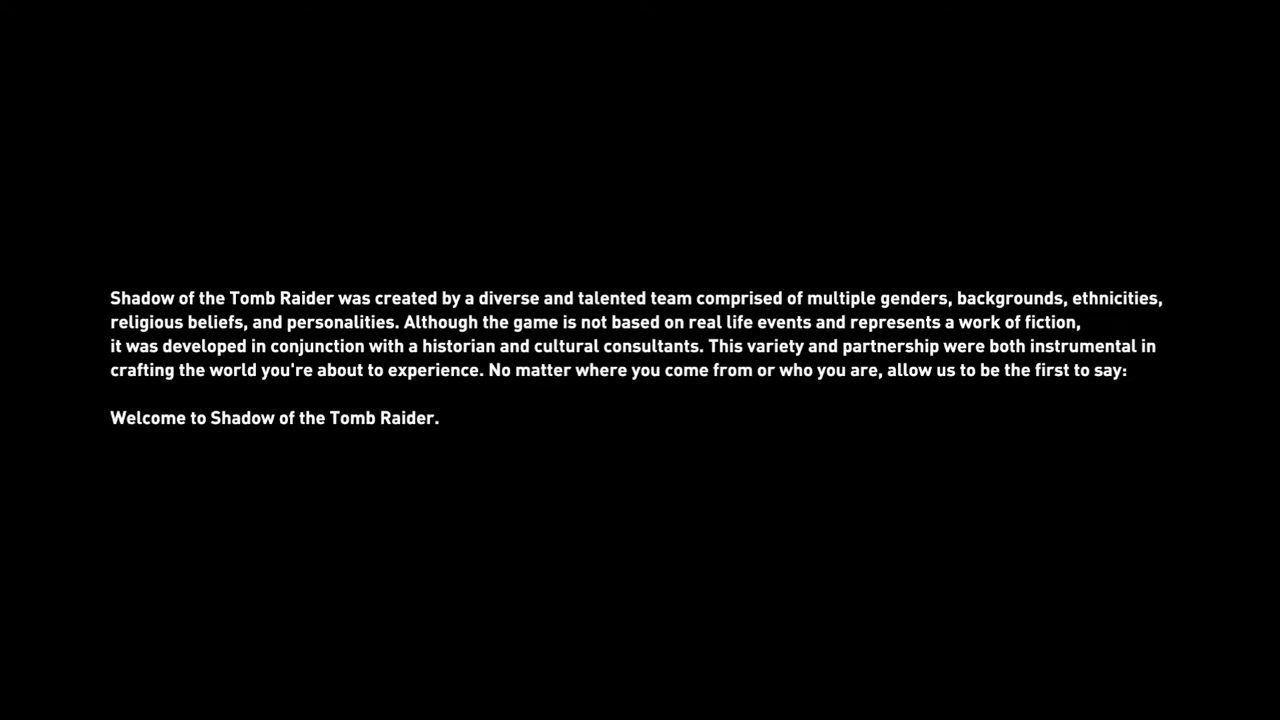 Shadow of the Tomb Raider was created by a diverse and talented team comprised of multiple genders, backgrounds, ethnicities,
religious beliefs, and personalities. Although the game is not based on real life events and represents a work of fiction,
it was developed in conjunction with a historian and cultural consultants. This variety and partnership were both instrumental in
crafting the world you're about to experience. No matter where you come from or who you are, allow us to be the first to say:
Welcome to Shadow of the Tomb Raider.